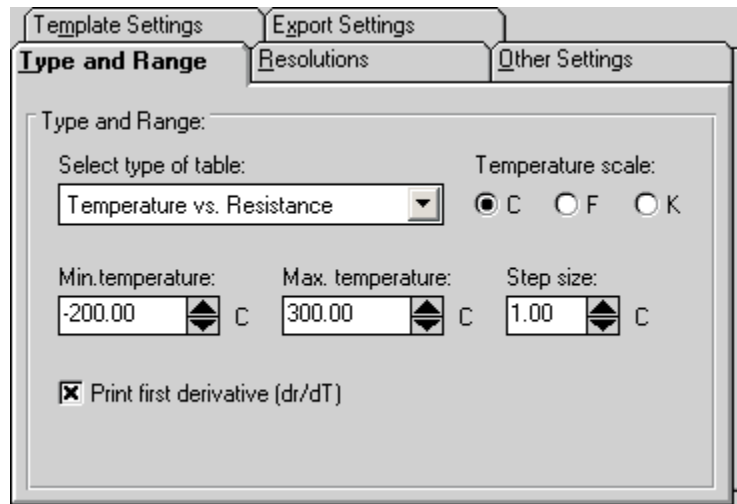 Template Settings Export Settings
Type and Range Resolutions Other Settings
Type and Range:
Select type of table: Temperature scale:
Temperature vs. Resistance C F K
Min.temperature: Max. temperature: Step size:
-200.00 C 300.00 C 1.00 C
Print first derivative (dr/dT)